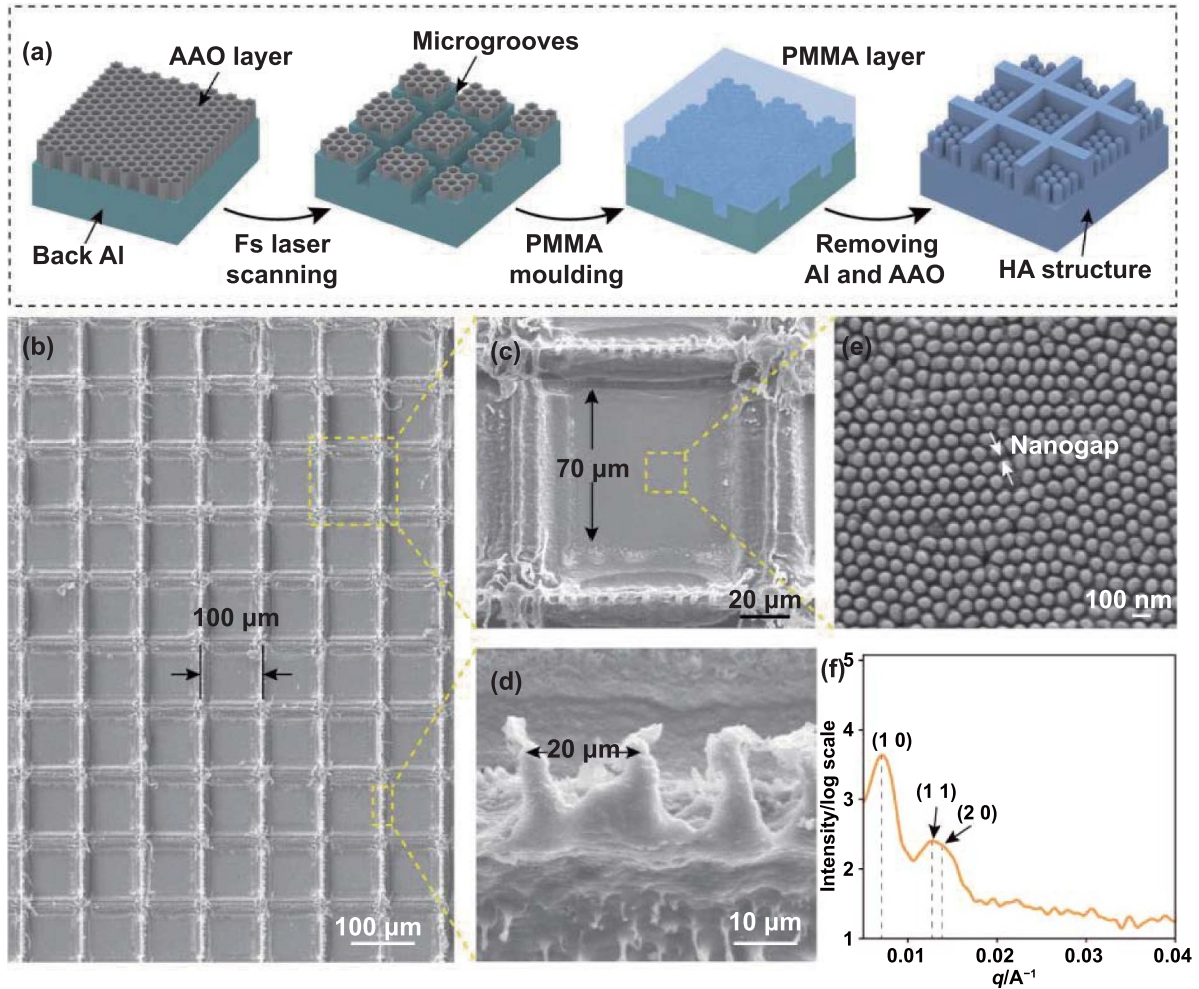 (a)
AAO layer
Microgrooves
PMMA layer
Back Al
Fs laser
scanning
PMMA
moulding
Removing
Al and AAO
HA structure
(b)
100 μm
100 μm
(c)
70 μm
20 μm
(e)
Nanogap
100 nm
(d)
20 μm
10 μm
(f)
5
4
3
2
1
Intensity/log scale
(1 0)
(1 1)
(2 0)
0.01
0.02
0.03
0.04
q/A⁻¹